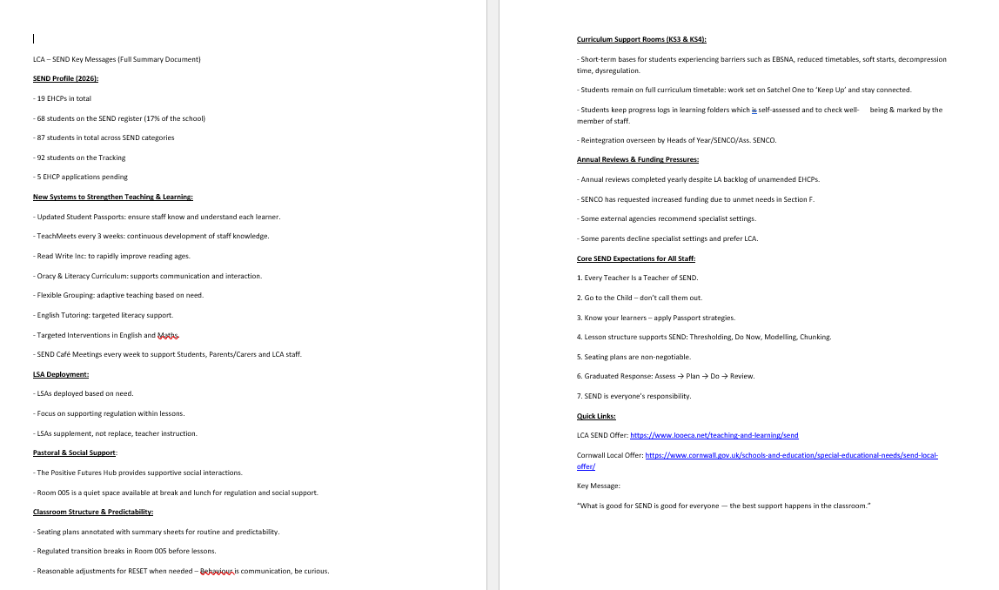 LCA – SEND Key Messages (Full Summary Document)
SEND Profile (2026):
- 19 EHCPs in total
- 68 students on the SEND register (17% of the school)
- 87 students in total across SEND categories
- 92 students on the Tracking
- 5 EHCP applications pending
New Systems to Strengthen Teaching & Learning:
- Updated Student Passports: ensure staff know and understand each learner.
- TeachMeets every 3 weeks: continuous development of staff knowledge.
- Read Write Inc: to rapidly improve reading ages.
- Oracy & Literacy Curriculum: supports communication and interaction.
- Flexible Grouping: adaptive teaching based on need.
- English Tutoring: targeted literacy support.
- Targeted Interventions in English and Maths.
- SEND Café Meetings every week to support Students, Parents/Carers and LCA staff.
LSA Deployment:
- LSAs deployed based on need.
- Focus on supporting regulation within lessons.
- LSAs supplement, not replace, teacher instruction.
Pastoral & Social Support:
- The Positive Futures Hub provides supportive social interactions.
- Room 005 is a quiet space available at break and lunch for regulation and social support.
Classroom Structure & Predictability:
- Seating plans annotated with summary sheets for routine and predictability.
- Regulated transition breaks in Room 005 before lessons.
- Reasonable adjustments for RESET when needed – Behaviour is communication, be curious.
Curriculum Support Rooms (KS3 & KS4):
- Short-term bases for students experiencing barriers such as EBSNA, reduced timetables, soft starts, decompression
time, dysregulation.
- Students remain on full curriculum timetable: work set on Satchel One to ‘Keep Up’ and stay connected.
- Students keep progress logs in learning folders which is self-assessed and to check well- being & marked by the
member of staff.
- Reintegration overseen by Heads of Year/SENCO/Ass. SENCO.
Annual Reviews & Funding Pressures:
- Annual reviews completed yearly despite LA backlog of unamended EHCPs.
- SENCO has requested increased funding due to unmet needs in Section F.
- Some external agencies recommend specialist settings.
- Some parents decline specialist settings and prefer LCA.
Core SEND Expectations for All Staff:
1. Every Teacher Is a Teacher of SEND.
2. Go to the Child – don’t call them out.
3. Know your learners – apply Passport strategies.
4. Lesson structure supports SEND: Thresholding, Do Now, Modelling, Chunking.
5. Seating plans are non-negotiable.
6. Graduated Response: Assess → Plan → Do → Review.
7. SEND is everyone’s responsibility.
Quick Links:
LCA SEND Offer: https://www.looeca.net/teaching-and-learning/send
Cornwall Local Offer: https://www.cornwall.gov.uk/schools-and-education/special-educational-needs/send-local-
offer/
Key Message:
“What is good for SEND is good for everyone — the best support happens in the classroom.”